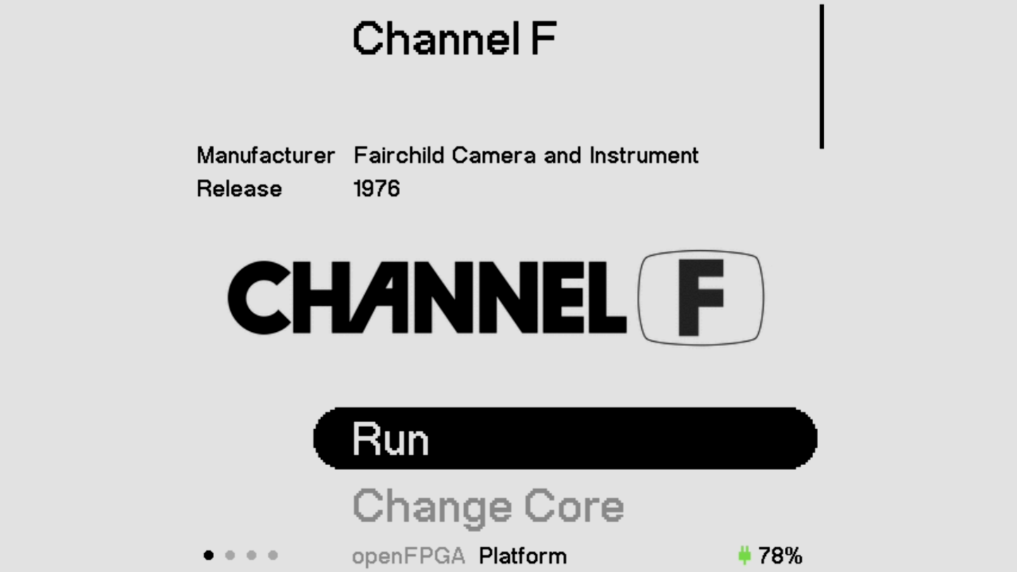 Channel F
Manufacturer Fairchild Camera and Instrument
Release 1976
CHANNEL F
Run
Change Core
openFPGA Platform 78%